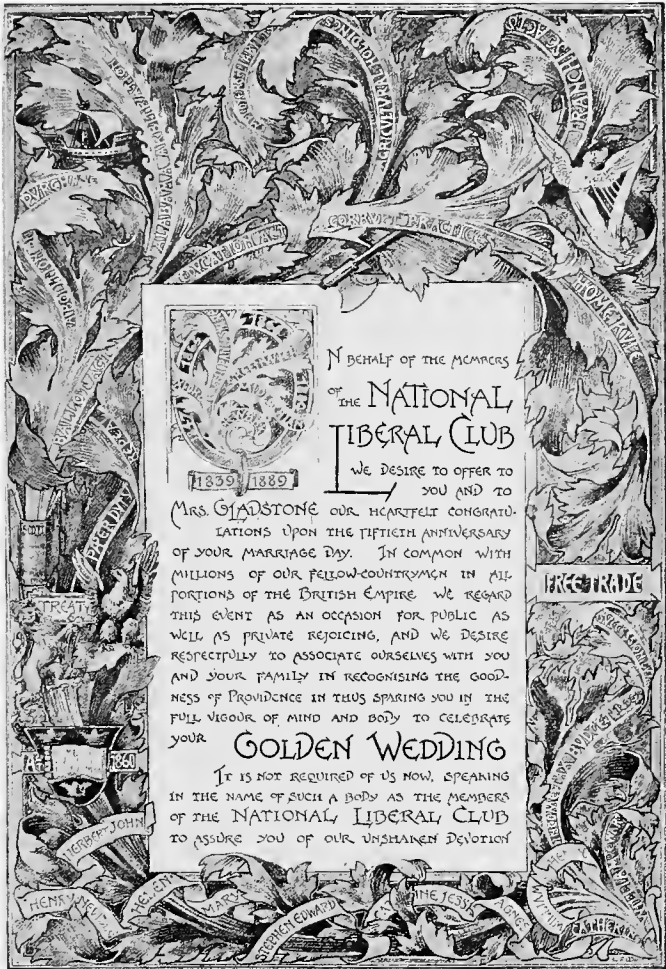 CORRUPT PRACTICES
EDUCATION ACT
HOME RULE
PAPER DUTY
TREATY
FREE TRADE
Aº 1860
1839 1889
N BEHALF OF THE MEMBERS
OF THE NATIONAL
LIBERAL CLUB
WE DESIRE TO OFFER TO
YOU AND TO
MRS. GLADSTONE OUR HEARTFELT CONGRATU-
LATIONS UPON THE FIFTIETH ANNIVERSARY
OF YOUR MARRIAGE DAY. IN COMMON WITH
MILLIONS OF OUR FELLOW-COUNTRYMEN IN ALL
PORTIONS OF THE BRITISH EMPIRE WE REGARD
THIS EVENT AS AN OCCASION FOR PUBLIC AS
WELL AS PRIVATE REJOICING, AND WE DESIRE
RESPECTFULLY TO ASSOCIATE OURSELVES WITH YOU
AND YOUR FAMILY IN RECOGNISING THE GOOD-
NESS OF PROVIDENCE IN THUS SPARING YOU IN THE
FULL VIGOUR OF MIND AND BODY TO CELEBRATE
YOUR GOLDEN WEDDING
IT IS NOT REQUIRED OF US NOW, SPEAKING
IN THE NAME OF SUCH A BODY AS THE MEMBERS
OF THE NATIONAL LIBERAL CLUB
TO ASSURE YOU OF OUR UNSHAKEN DEVOTION
HERBERT JOHN
HENRY
HELEN
MARY
STEPHEN EDWARD
AGNES